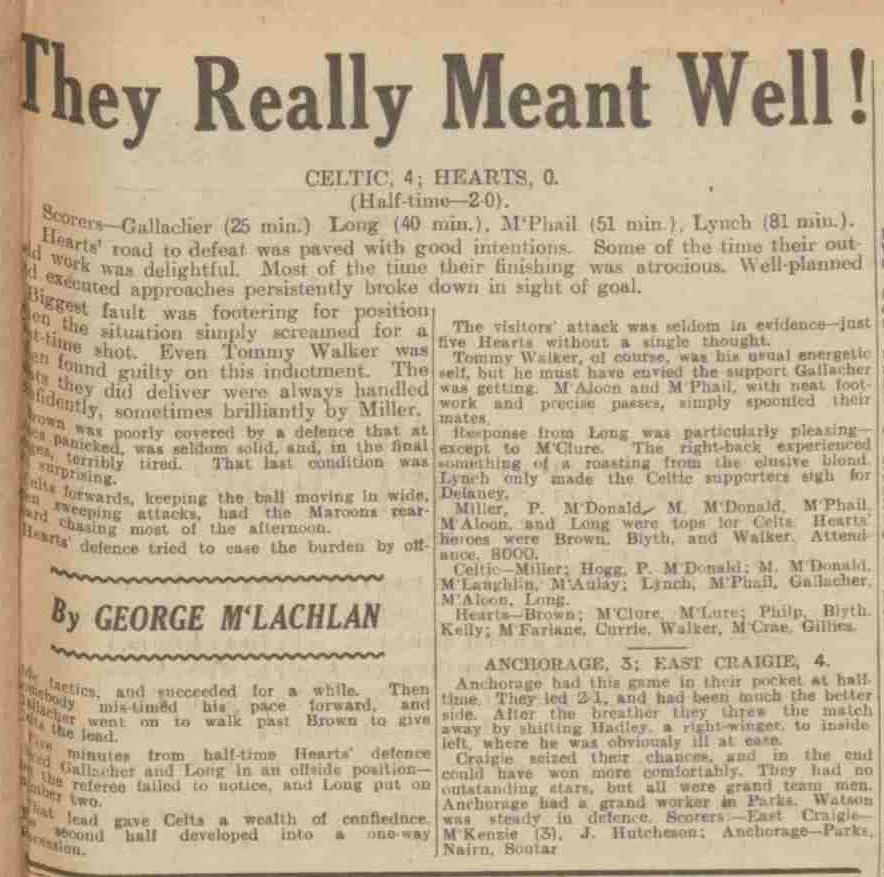 They Really Meant Well!
CELTIC, 4; HEARTS, 0.
(Half-time—2-0).
Scorers—Gallacher (25 min.) Long (40 min.), M'Phail (51 min.), Lynch (81 min.).
Hearts' road to defeat was paved with good intentions. Some of the time their out-
work was delightful. Most of the time their finishing was atrocious. Well-planned
executed approaches persistently broke down in sight of goal.
Biggest fault was footering for position
the situation simply screamed for a
shot. Even Tommy Walker was
found guilty on this indictment. The
they did deliver were always handled
sometimes brilliantly by Miller.
was poorly covered by a defence that at
panicked, was seldom solid, and, in the final
terribly tired. That last condition was
surprising.
forwards, keeping the ball moving in wide,
sweeping attacks, had the Maroons rear-
chasing most of the afternoon.
Hearts' defence tried to ease the burden by off-
By GEORGE M'LACHLAN
tactics, and succeeded for a while. Then
mis-timed his pace forward, and
went on to walk past Brown to give
the lead.
minutes from half-time Hearts' defence
Gallacher and Long in an offside position—
the referee failed to notice, and Long put on
two.
That lead gave Celts a wealth of confiednce.
second half developed into a one-way
The visitors' attack was seldom in evidence—just
five Hearts without a single thought.
Tommy Walker, of course, was his usual energetic
self, but he must have envied the support Gallacher
was getting. M'Aloon and M'Phail, with neat foot-
work and precise passes, simply spoonfed their
mates.
Response from Long was particularly pleasing—
except to M'Clure. The right-back experienced
something of a roasting from the elusive blond.
Lynch only made the Celtic supporters sigh for
Delaney.
Miller, P. M'Donald, M. M'Donald, M'Phail,
M'Aloon, and Long were tops for Celts. Hearts'
heroes were Brown, Blyth, and Walker. Attend-
ance, 8000.
Celtic—Miller; Hogg, P. M'Donald; M. M'Donald,
M'Laughlin, M'Aulay; Lynch, M'Phail, Gallacher,
M'Aloon, Long.
Hearts—Brown; M'Clure, M'Lure; Philp, Blyth,
Kelly; M'Farlane, Currie, Walker, M'Crae, Gillies.
ANCHORAGE, 3; EAST CRAIGIE, 4.
Anchorage had this game in their pocket at half-
time. They led 2-1, and had been much the better
side. After the breather they threw the match
away by shifting Hadley, a right-winger, to inside-
left, where he was obviously ill at ease.
Craigie seized their chances, and in the end
could have won more comfortably. They had no
outstanding stars, but all were grand team men.
Anchorage had a grand worker in Parks. Watson
was steady in defence. Scorers:—East Craigie—
M'Kenzie (3), J. Hutcheson; Anchorage—Parks,
Nairn, Soutar